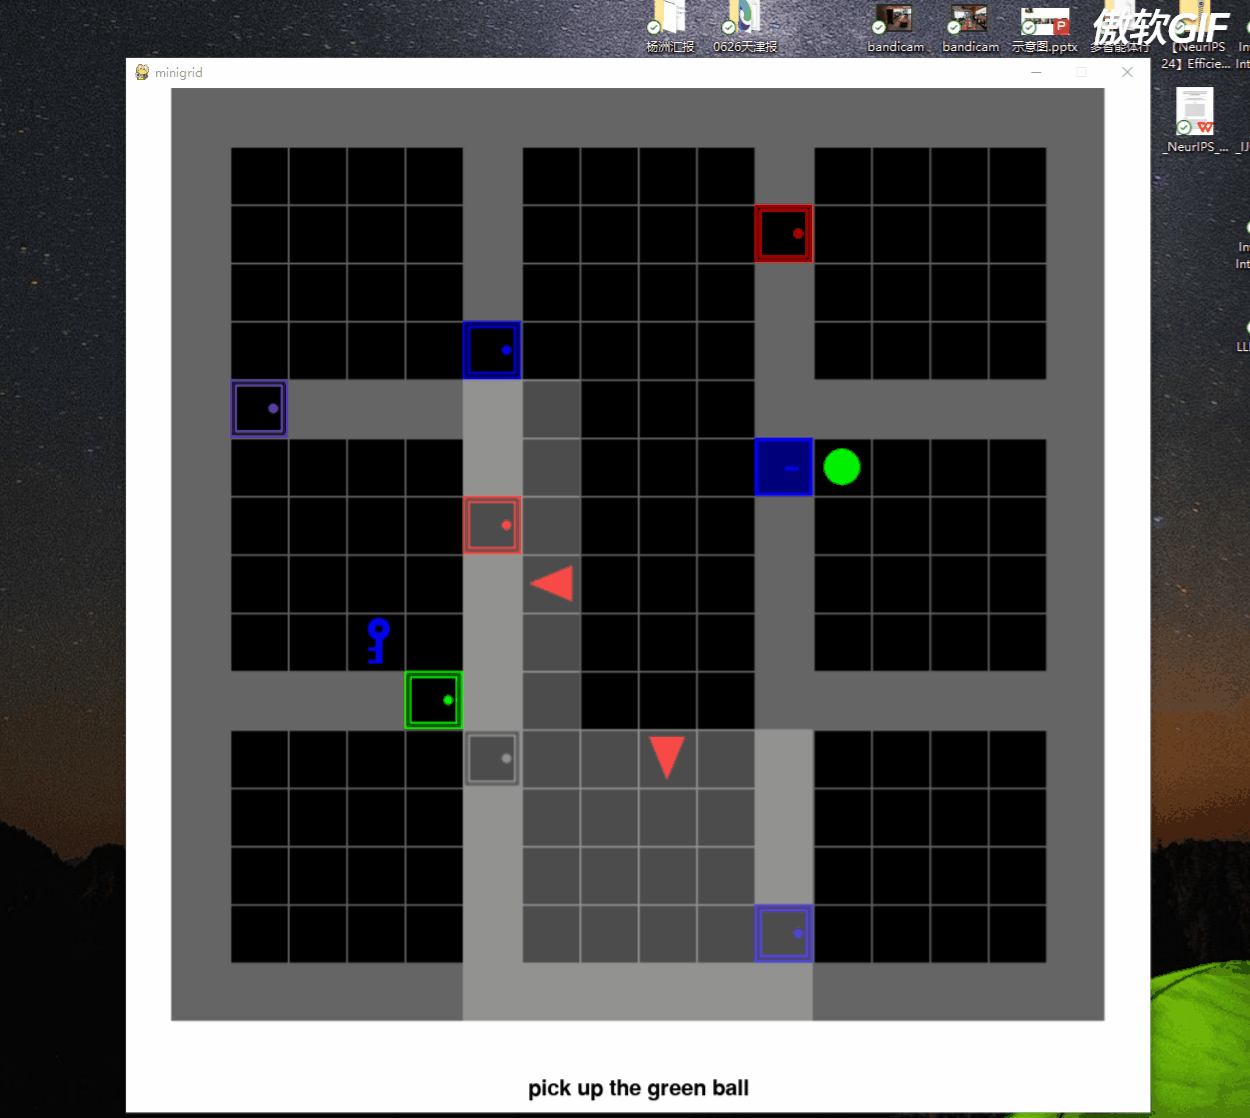 傲软GIF
杨洲汇报
0626天津报
bandicam
bandicam
示意图.pptx
【NeurIPS
24】Efficie...
minigrid
_NeurIPS_...
pick up the green ball